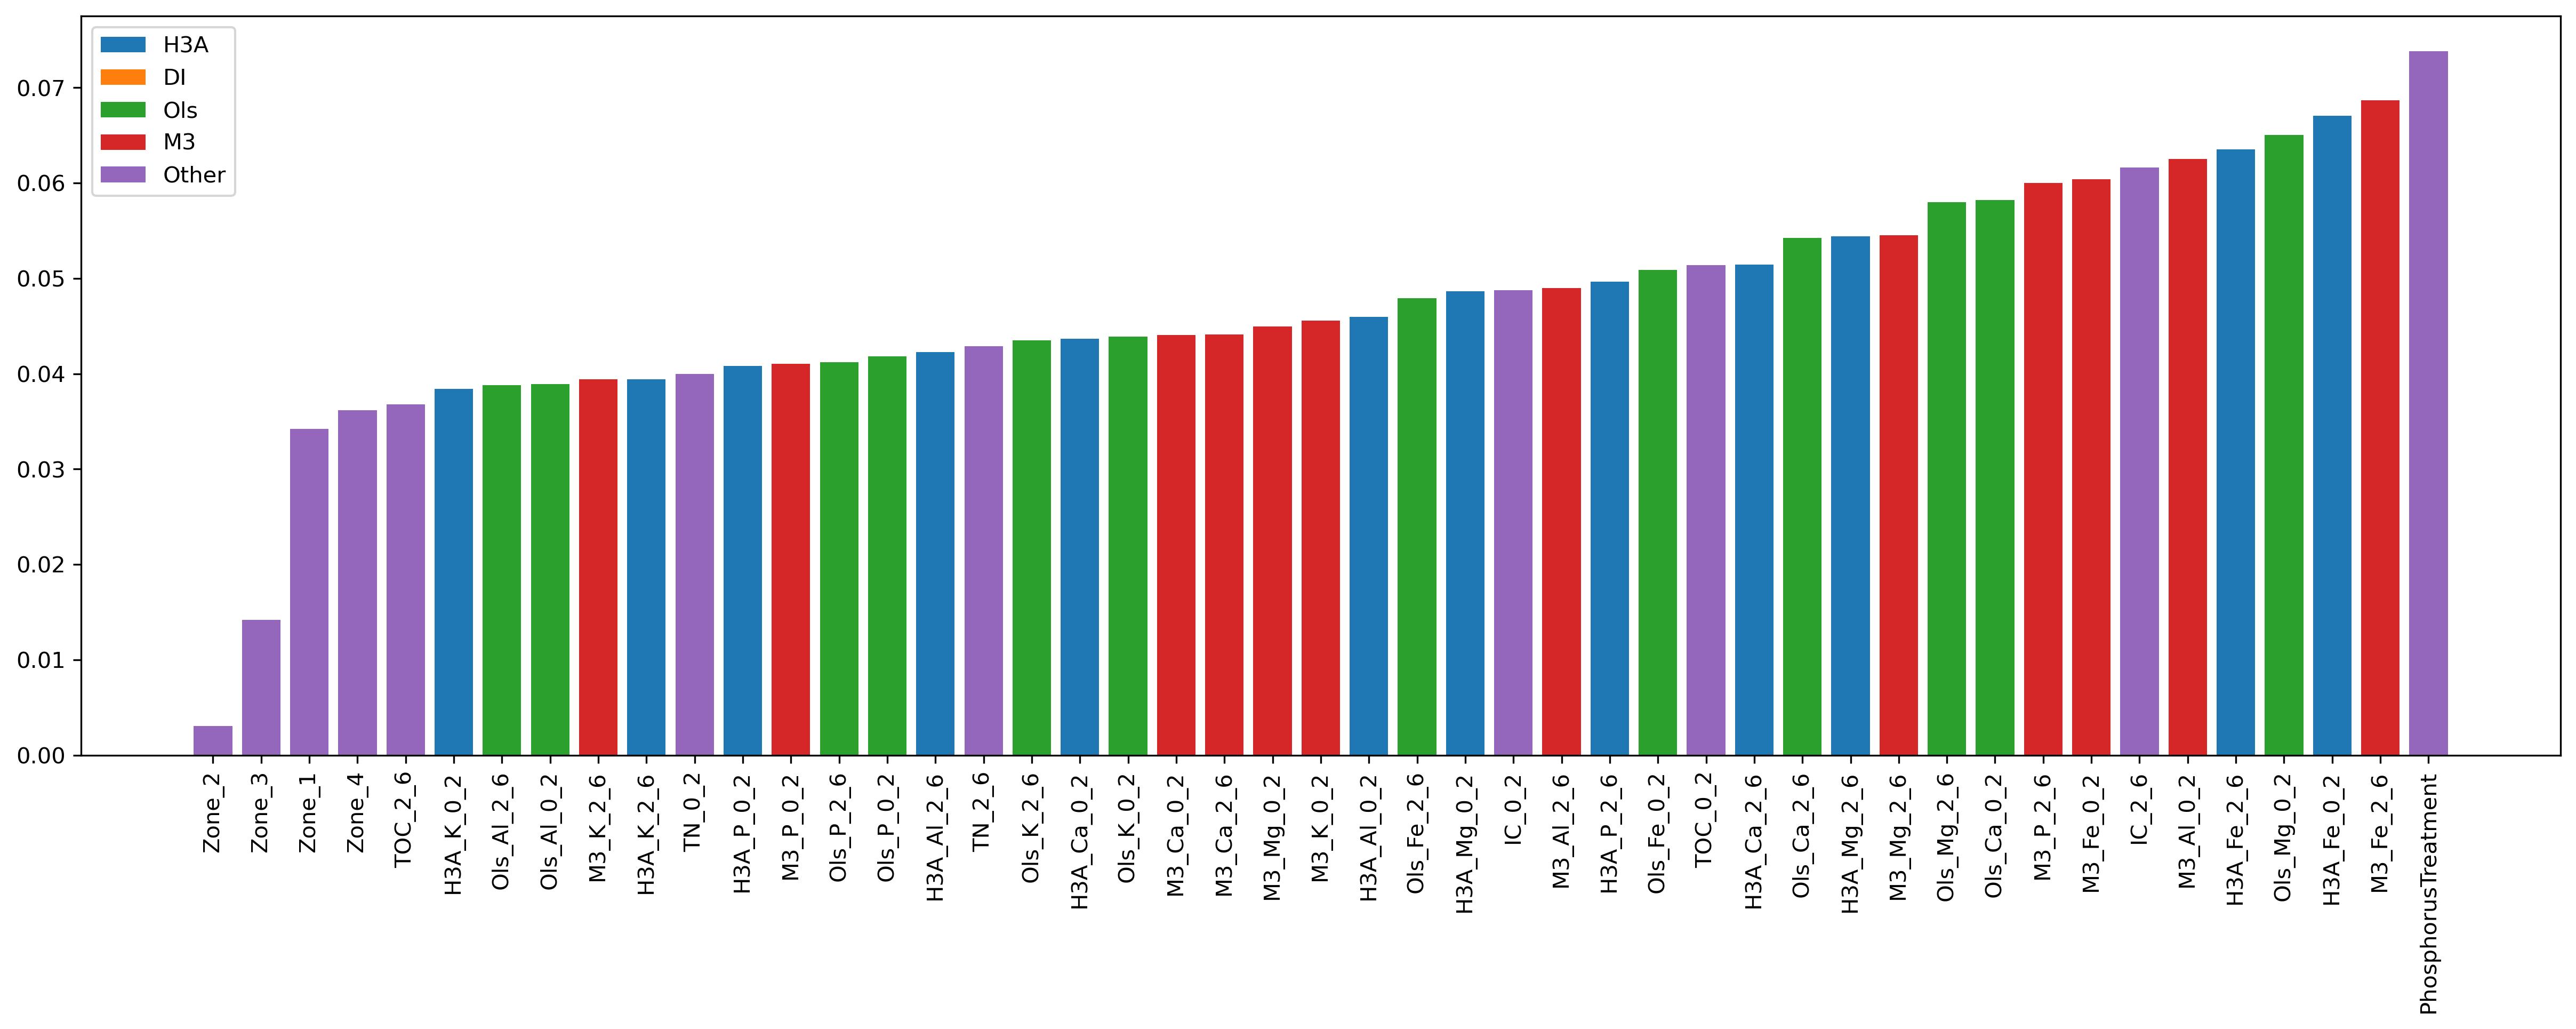 H3A
DI
Ols
M3
Other
0.07
0.06
0.05
0.04
0.03
0.02
0.01
0.00
Zone_2
Zone_3
Zone_1
Zone_4
TOC_2_6
H3A_K_0_2
Ols_Al_2_6
Ols_Al_0_2
M3_K_2_6
H3A_K_2_6
TN_0_2
H3A_P_0_2
M3_P_0_2
Ols_P_2_6
Ols_P_0_2
H3A_Al_2_6
TN_2_6
Ols_K_2_6
H3A_Ca_0_2
Ols_K_0_2
M3_Ca_0_2
M3_Ca_2_6
M3_Mg_0_2
M3_K_0_2
H3A_Al_0_2
Ols_Fe_2_6
H3A_Mg_0_2
IC_0_2
M3_Al_2_6
H3A_P_2_6
Ols_Fe_0_2
TOC_0_2
H3A_Ca_2_6
Ols_Ca_2_6
H3A_Mg_2_6
M3_Mg_2_6
Ols_Mg_2_6
Ols_Ca_0_2
M3_P_2_6
M3_Fe_0_2
IC_2_6
M3_Al_0_2
H3A_Fe_2_6
Ols_Mg_0_2
H3A_Fe_0_2
M3_Fe_2_6
PhosphorusTreatment